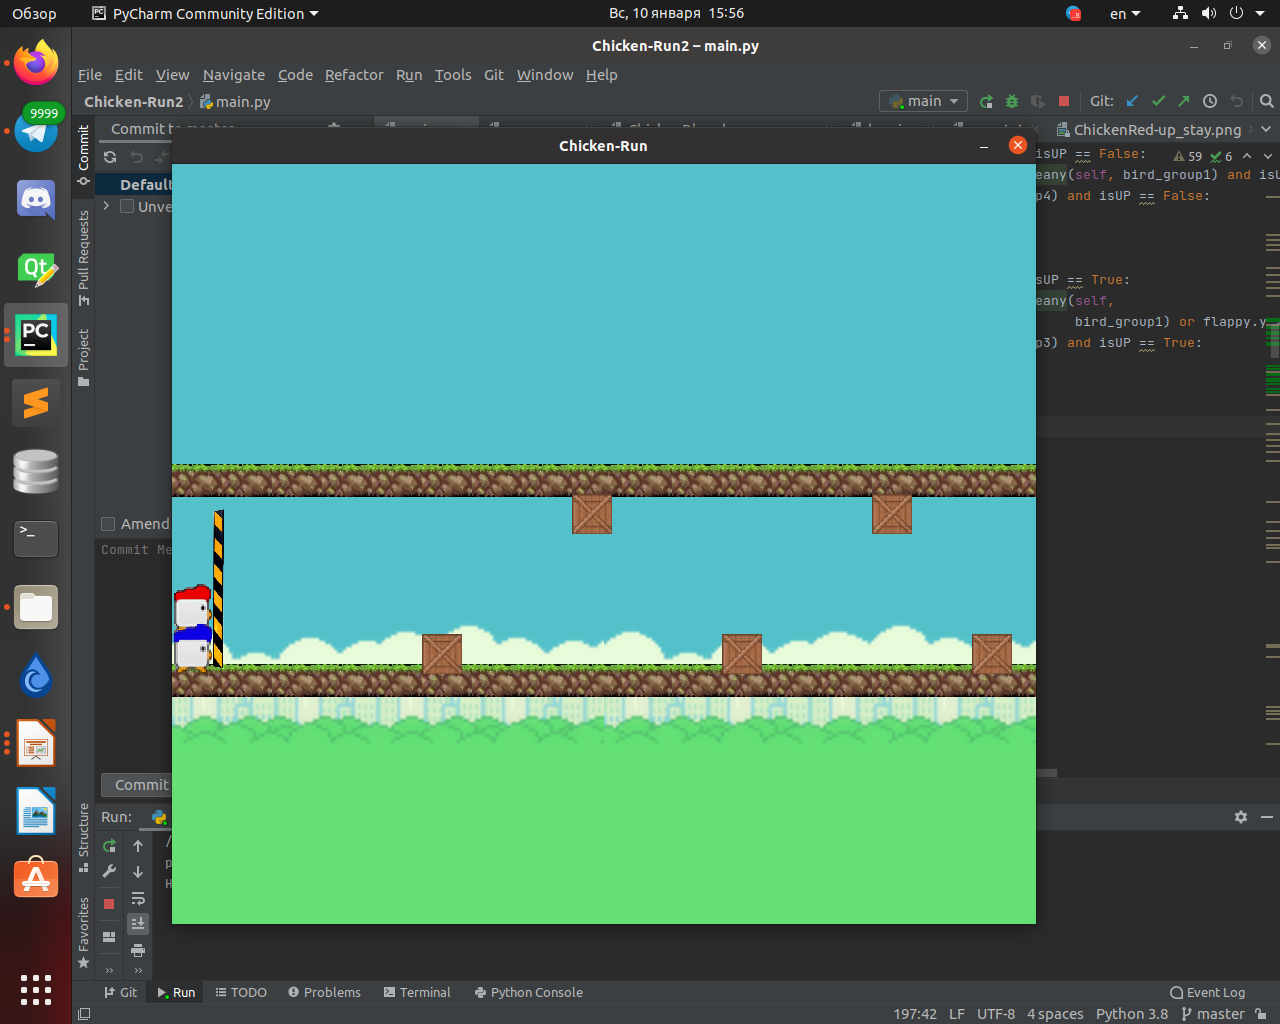 Обзор
PyCharm Community Edition
Вс, 10 января 15:56
en
9999
Chicken-Run2 – main.py
File Edit View Navigate Code Refactor Run Tools Git Window Help
Chicken-Run2
main.py
main
Git:
Commit
Pull Requests
Project
Structure
Favorites
ChickenRed-up_stay.png
Chicken-Run
Default
Amend
Commit
isUP == False:
59
6
eany(self, bird_group1) and isU
p4) and isUP == False:
sUP == True:
eany(self,
bird_group1) or flappy.y
p3) and isUP == True:
Qt
PC
>_
Run:
Git
Run
TODO
Problems
Terminal
Python Console
Event Log
197:42 LF UTF-8 4 spaces Python 3.8 master